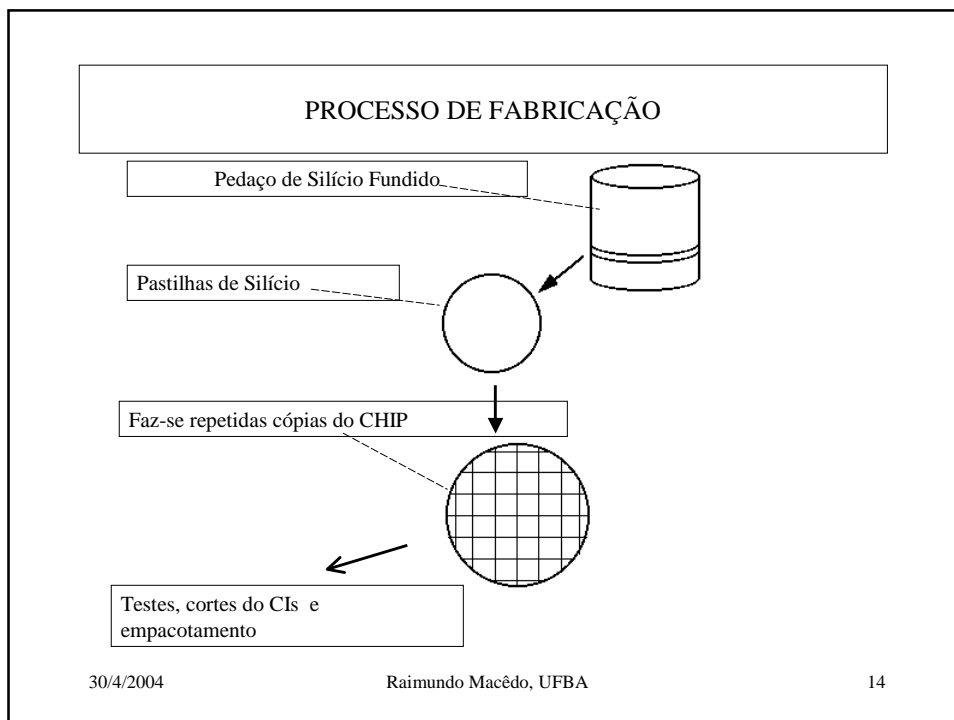 PROCESSO DE FABRICAÇÃO
Pedaço de Silício Fundido
Pastilhas de Silício
Faz-se repetidas cópias do CHIP
Testes, cortes do CIs e
empacotamento
30/4/2004
Raimundo Macêdo, UFBA
14